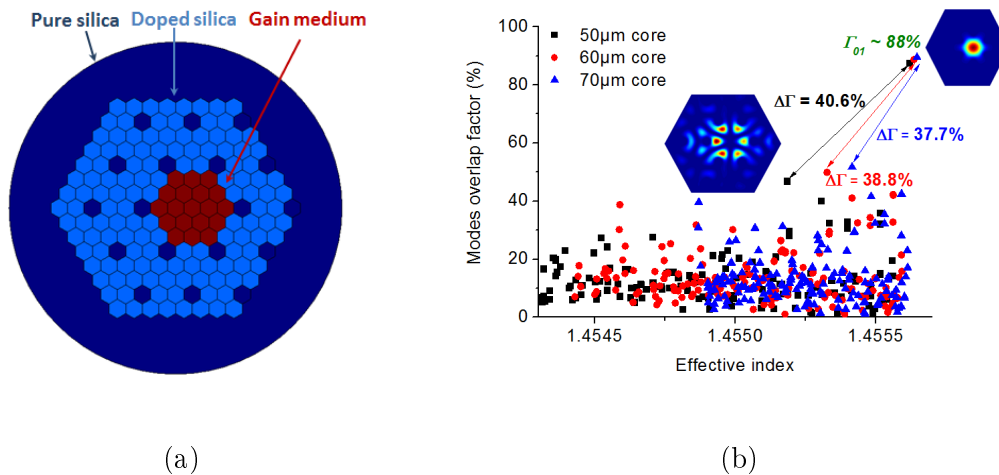 Pure silica Doped silica Gain medium
(a)
(b)
Modes overlap factor (%)
100
80
60
40
20
0
50µm core
60µm core
70µm core
Γ01 ~ 88%
ΔΓ = 40.6%
ΔΓ = 37.7%
ΔΓ = 38.8%
1.4545
1.4550
1.4555
Effective index
(a)
(b)